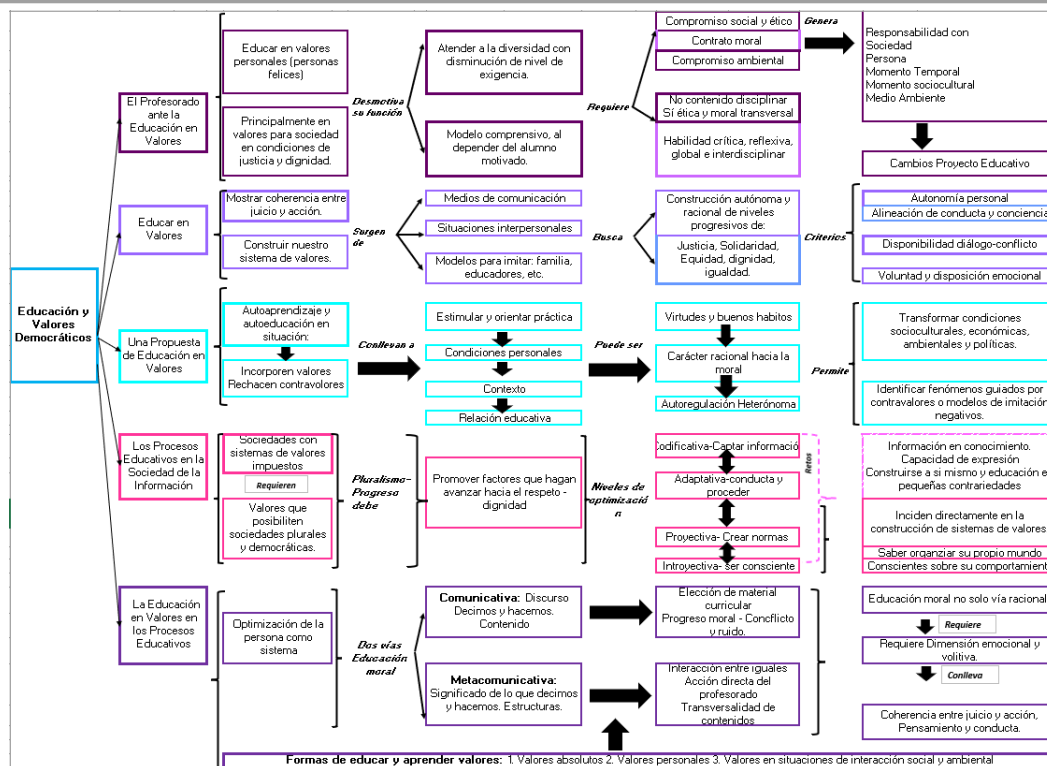 Educación y
Valores
Democráticos
El Profesorado
ante la
Educación en
Valores
Educar en valores
personales (personas
felices)
Principalmente en
valores para sociedad
en condiciones de
justicia y dignidad.
Desmotiva
su función
Atender a la diversidad con
disminución de nivel de
exigencia.
Modelo comprensivo, al
depender del alumno
motivado.
Requiere
Compromiso social y ético
Contrato moral
Compromiso ambiental
No contenido disciplinar
Sí ética y moral transversal
Habilidad crítica, reflexiva,
global e interdisciplinar
Genera
Responsabilidad con
Sociedad
Persona
Momento Temporal
Momento sociocultural
Medio Ambiente
Cambios Proyecto Educativo
Educar en
Valores
Mostrar coherencia entre
juicio y acción.
Construir nuestro
sistema de valores.
Surgen
de
Medios de comunicación
Situaciones interpersonales
Modelos para imitar: familia,
educadores, etc.
Busca
Construcción autónoma y
racional de niveles
progresivos de:
Justicia, Solidaridad,
Equidad, dignidad,
igualdad.
Criterios
Autonomía personal
Alineación de conducta y conciencia
Disponibilidad diálogo-conflicto
Voluntad y disposición emocional
Una Propuesta
de Educación en
Valores
Autoaprendizaje y
autoeducación en
situación:
Incorporen valores
Rechacen contravalores
Conllevan a
Estimular y orientar práctica
Condiciones personales
Contexto
Relación educativa
Puede ser
Virtudes y buenos habitos
Carácter racional hacia la
moral
Autoregulación Heterónoma
Permite
Transformar condiciones
socioculturales, económicas,
ambientales y políticas.
Identificar fenómenos guiados por
contravalores o modelos de imitación
negativos.
Los Procesos
Educativos en la
Sociedad de la
Información
Sociedades con
sistemas de valores
impuestos
Requieren
Valores que
posibiliten
sociedades plurales
y democráticas.
Pluralismo-
Progreso
debe
Promover factores que hagan
avanzar hacia el respeto -
dignidad
Niveles de
optimizació
n
Codificativa-Captar informació
Adaptativa-conducta y
proceder
Proyectiva- Crear normas
Introyectiva- ser consciente
Retos
Información en conocimiento.
Capacidad de expresión
Construirse a si mismo y educación e
pequeñas contrariedades
Inciden directamente en la
construcción de sistemas de valores
Saber organziar su propio mundo
Conscientes sobre su comportamient
La Educación
en Valores en
los Procesos
Educativos
Optimización de la
persona como
sistema
Dos vías
Educación
moral
Comunicativa: Discurso
Decimos y hacemos.
Contenido
Metacomunicativa:
Significado de lo que decimos
y hacemos. Estructuras.
Elección de material
curricular
Progreso moral - Concflicto
y ruido.
Interacción entre iguales
Acción directa del
profesorado
Transversalidad de
contenidos
Educación moral no solo vía racional
Requiere
Requiere Dimensión emocional y
volitiva.
Conlleva
Coherencia entre juicio y acción,
Pensamiento y conducta.
Formas de educar y aprender valores: 1. Valores absolutos 2. Valores personales 3. Valores en situaciones de interacción social y ambiental